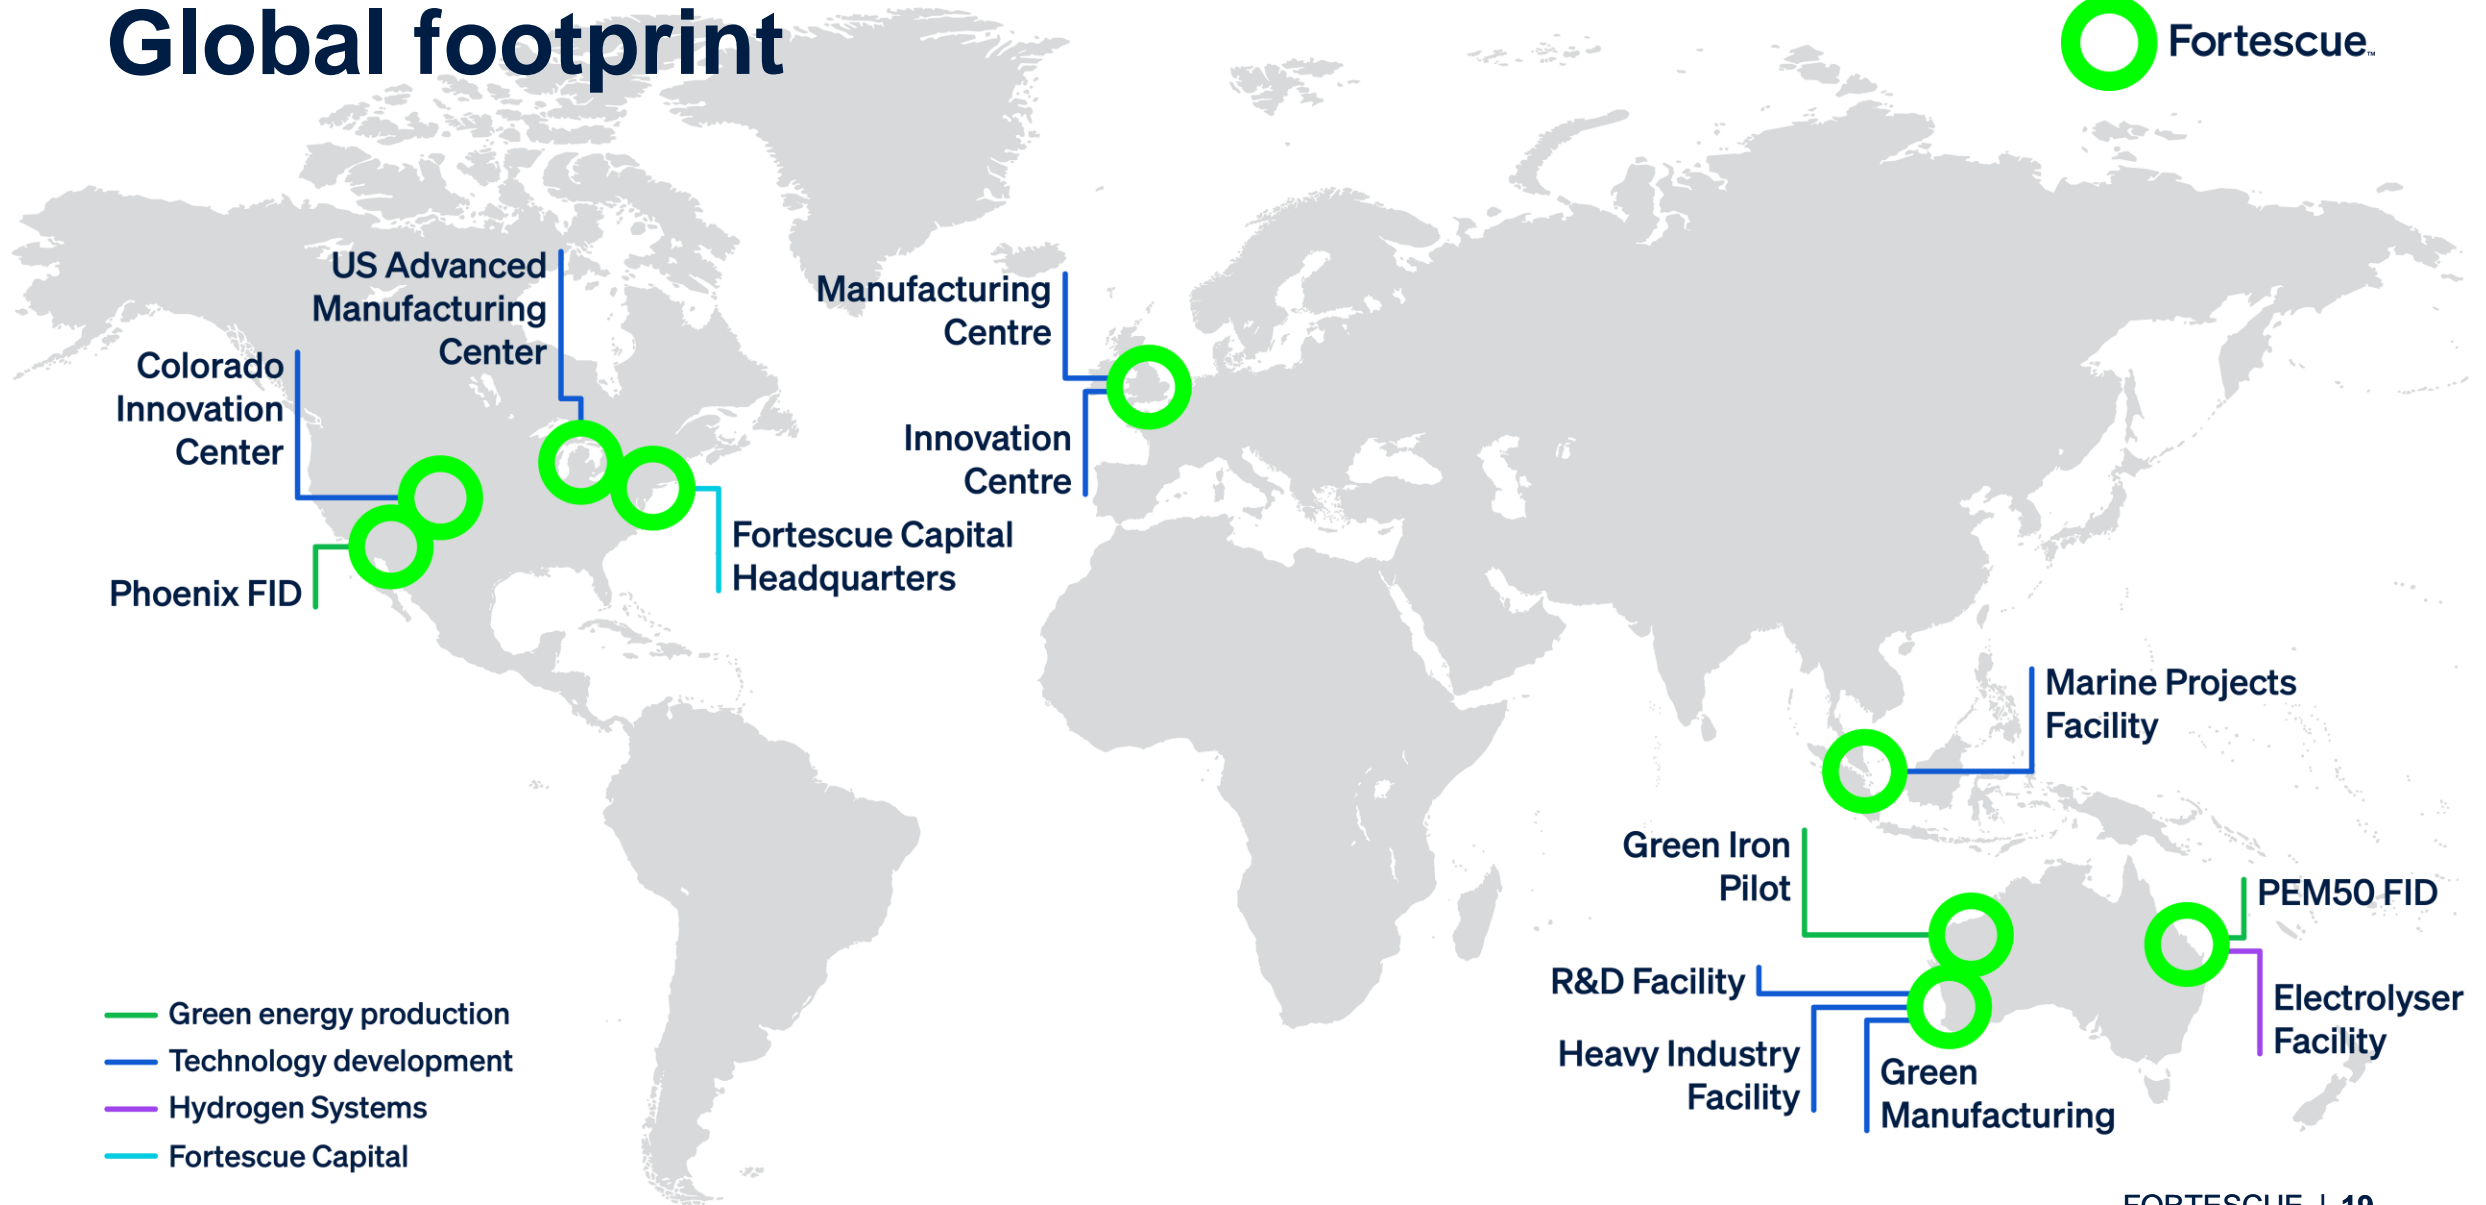 Global footprint
Fortescue™
US Advanced
Manufacturing
Center
Colorado
Innovation
Center
Phoenix FID
Fortescue Capital
Headquarters
Manufacturing
Centre
Innovation
Centre
Marine Projects
Facility
Green Iron
Pilot
PEM50 FID
R&D Facility
Heavy Industry
Facility
Green
Manufacturing
Electrolyser
Facility
Green energy production
Technology development
Hydrogen Systems
Fortescue Capital
FORTESCUE | 19